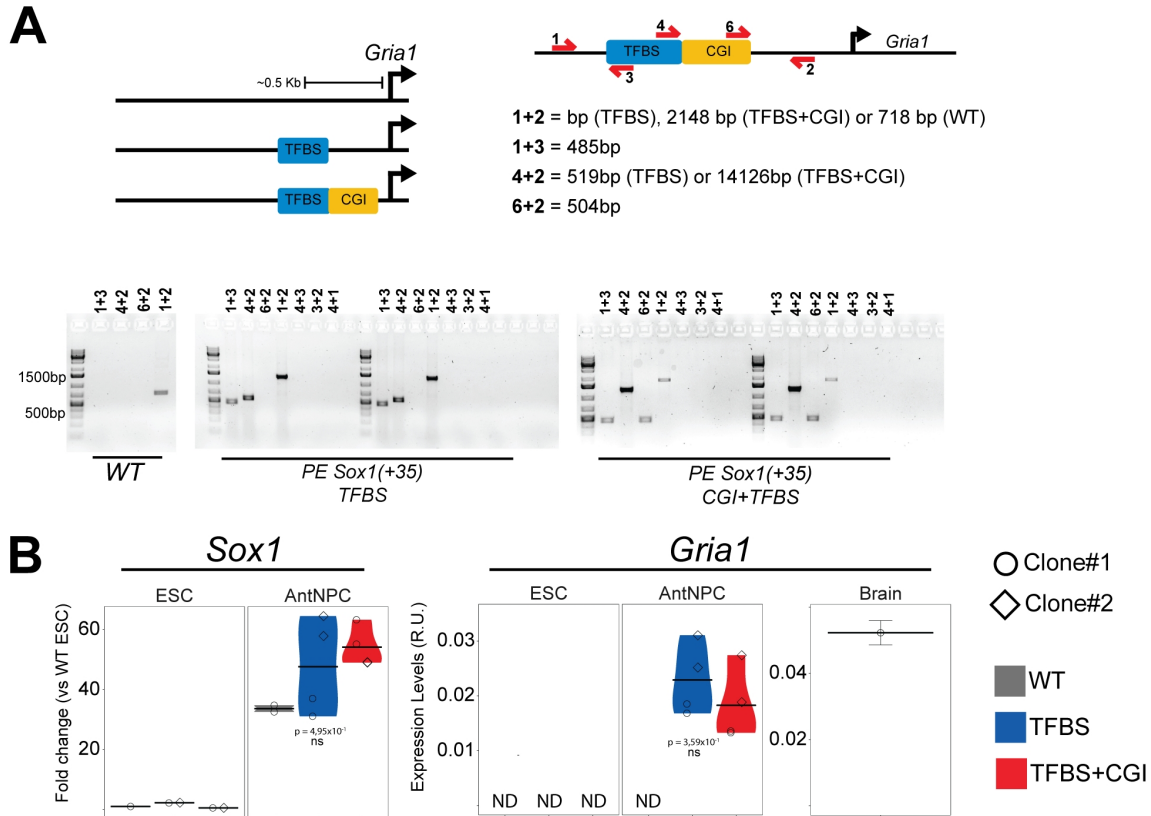 A
Gria1
~0.5 Kb
TFBS
TFBS CGI
1 4 6
TFBS CGI Gria1
3 2
1+2 = bp (TFBS), 2148 bp (TFBS+CGI) or 718 bp (WT)
1+3 = 485bp
4+2 = 519bp (TFBS) or 14126bp (TFBS+CGI)
6+2 = 504bp
1+3 4+2 6+2 1+2
1+3 4+2 6+2 1+2 4+3 3+2 4+1 1+3 4+2 6+2 1+2 4+3 3+2 4+1
1+3 4+2 6+2 1+2 4+3 3+2 4+1 1+3 4+2 6+2 1+2 4+3 3+2 4+1
1500bp
500bp
WT
PE Sox1(+35)
TFBS
PE Sox1(+35)
CGI+TFBS
B
Sox1
ESC AntNPC
Fold change (vs WT ESC)
60
40
20
p = 4,95x10-1
ns
Gria1
ESC AntNPC Brain
Expression Levels (R.U.)
0.03
0.02
0.01
ND ND ND ND
p = 3,59x10-1
ns
0.04
0.02
Clone#1
Clone#2
WT
TFBS
TFBS+CGI